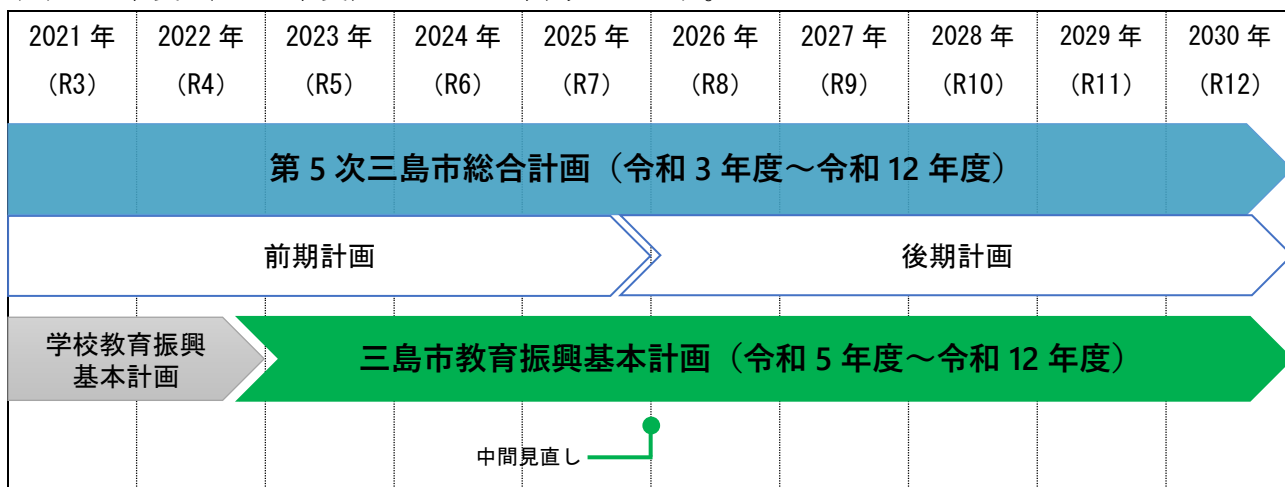 2021 年 2022 年 2023 年 2024 年 2025 年 2026 年 2027 年 2028 年 2029 年 2030 年
（R3） （R4） （R5） （R6） （R7） （R8） （R9） （R10） （R11） （R12）
第 5 次三島市総合計画（令和 3 年度～令和 12 年度）
前期計画 後期計画
学校教育振興
基本計画
三島市教育振興基本計画（令和 5 年度～令和 12 年度）
中間見直し